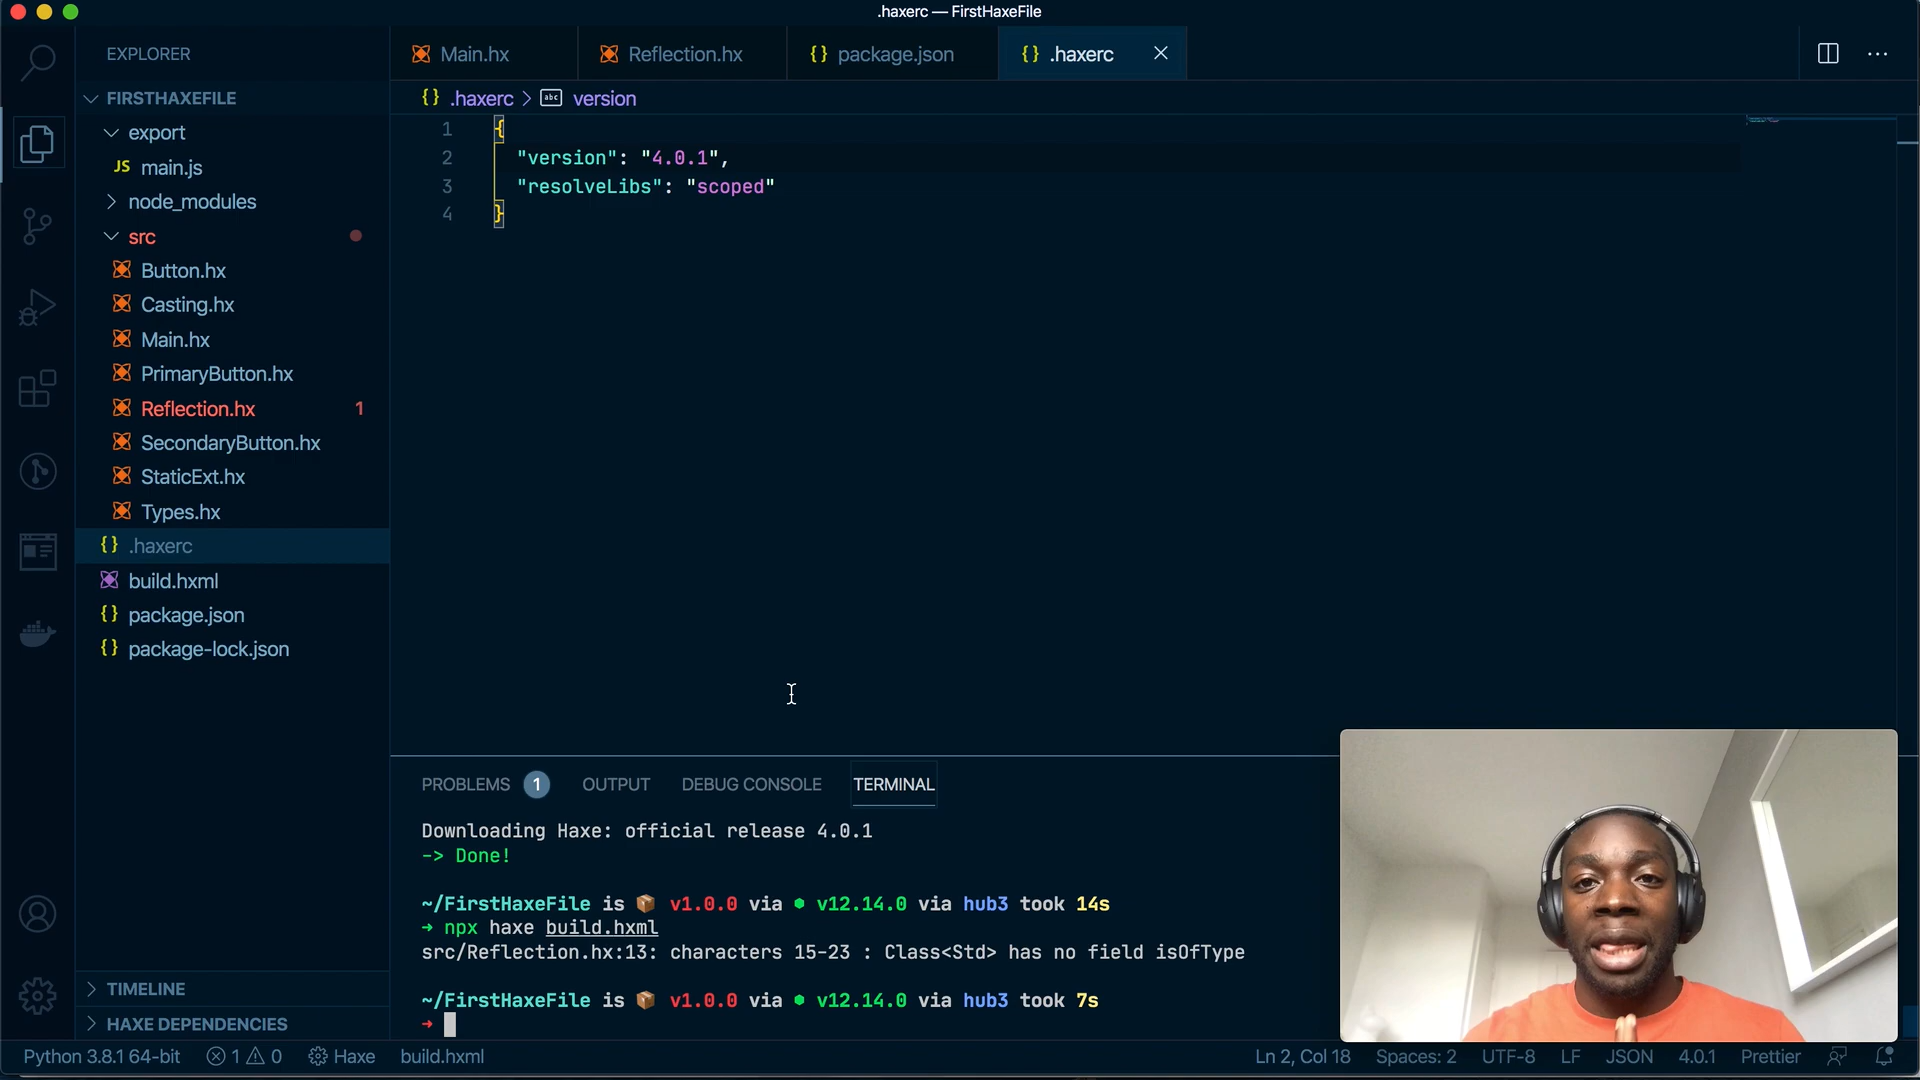 .haxerc — FirstHaxeFile
EXPLORER
Main.hx
Reflection.hx
{} package.json
{} .haxerc
FIRSTHAXEFILE
export
JS main.js
node_modules
src
Button.hx
Casting.hx
Main.hx
PrimaryButton.hx
Reflection.hx 1
SecondaryButton.hx
StaticExt.hx
Types.hx
{} .haxerc
build.hxml
{} package.json
{} package-lock.json
TIMELINE
HAXE DEPENDENCIES
{} .haxerc > abc version
1 {
2 "version": "4.0.1",
3 "resolveLibs": "scoped"
4 }
PROBLEMS 1 OUTPUT DEBUG CONSOLE TERMINAL
Downloading Haxe: official release 4.0.1
-> Done!
~/FirstHaxeFile is 📦 v1.0.0 via ⬢ v12.14.0 via hub3 took 14s
➜ npx haxe build.hxml
src/Reflection.hx:13: characters 15-23 : Class<Std> has no field isOfType
~/FirstHaxeFile is 📦 v1.0.0 via ⬢ v12.14.0 via hub3 took 7s
➜
Python 3.8.1 64-bit 1 0 Haxe build.hxml Ln 2, Col 18 Spaces: 2 UTF-8 LF JSON 4.0.1 Prettier